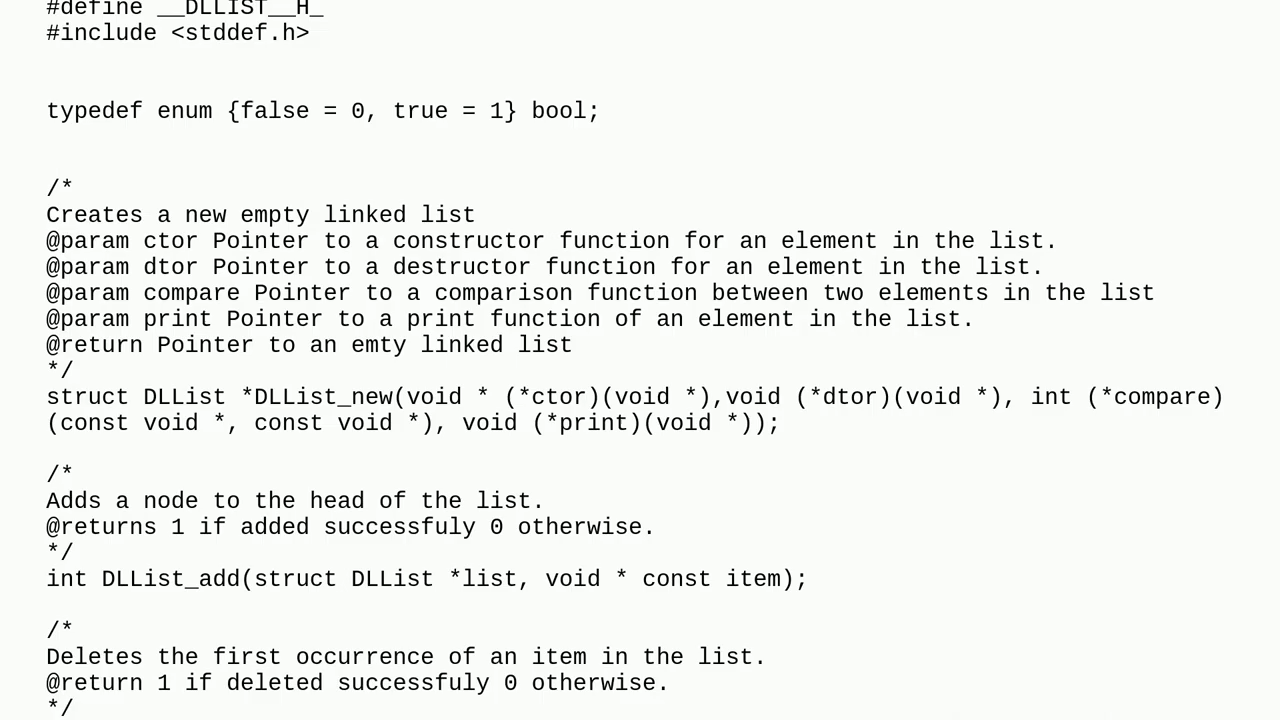 #define __DLLIST__H_
#include <stddef.h>
typedef enum {false = 0, true = 1} bool;
/*
Creates a new empty linked list
@param ctor Pointer to a constructor function for an element in the list.
@param dtor Pointer to a destructor function for an element in the list.
@param compare Pointer to a comparison function between two elements in the list
@param print Pointer to a print function of an element in the list.
@return Pointer to an emty linked list
*/
struct DLList *DLList_new(void * (*ctor)(void *),void (*dtor)(void *), int (*compare)
(const void *, const void *), void (*print)(void *));
/*
Adds a node to the head of the list.
@returns 1 if added successfuly 0 otherwise.
*/
int DLList_add(struct DLList *list, void * const item);
/*
Deletes the first occurrence of an item in the list.
@return 1 if deleted successfuly 0 otherwise.
*/